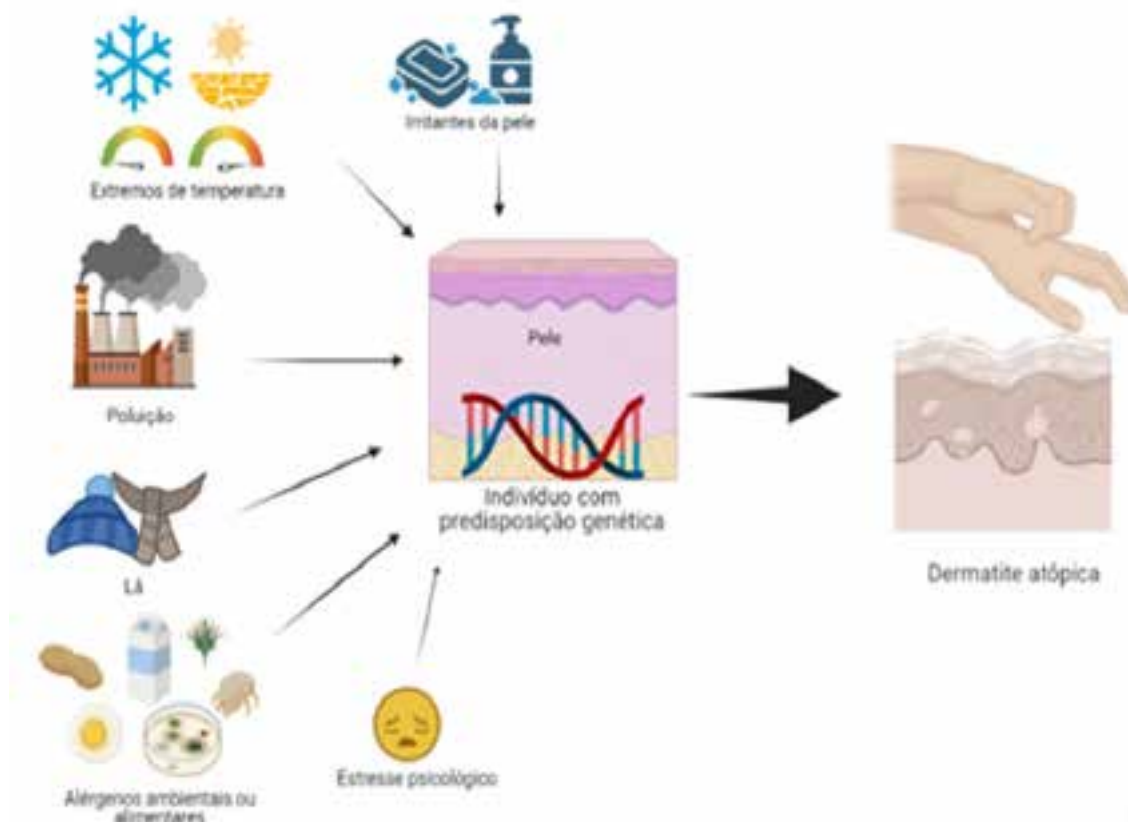 Irritantes da pele
Extremos de temperatura
Pele
Poluição
Indivíduo com
predisposição genética
Lã
Dermatite atópica
Estresse psicológico
Alérgenos ambientais ou
alimentares